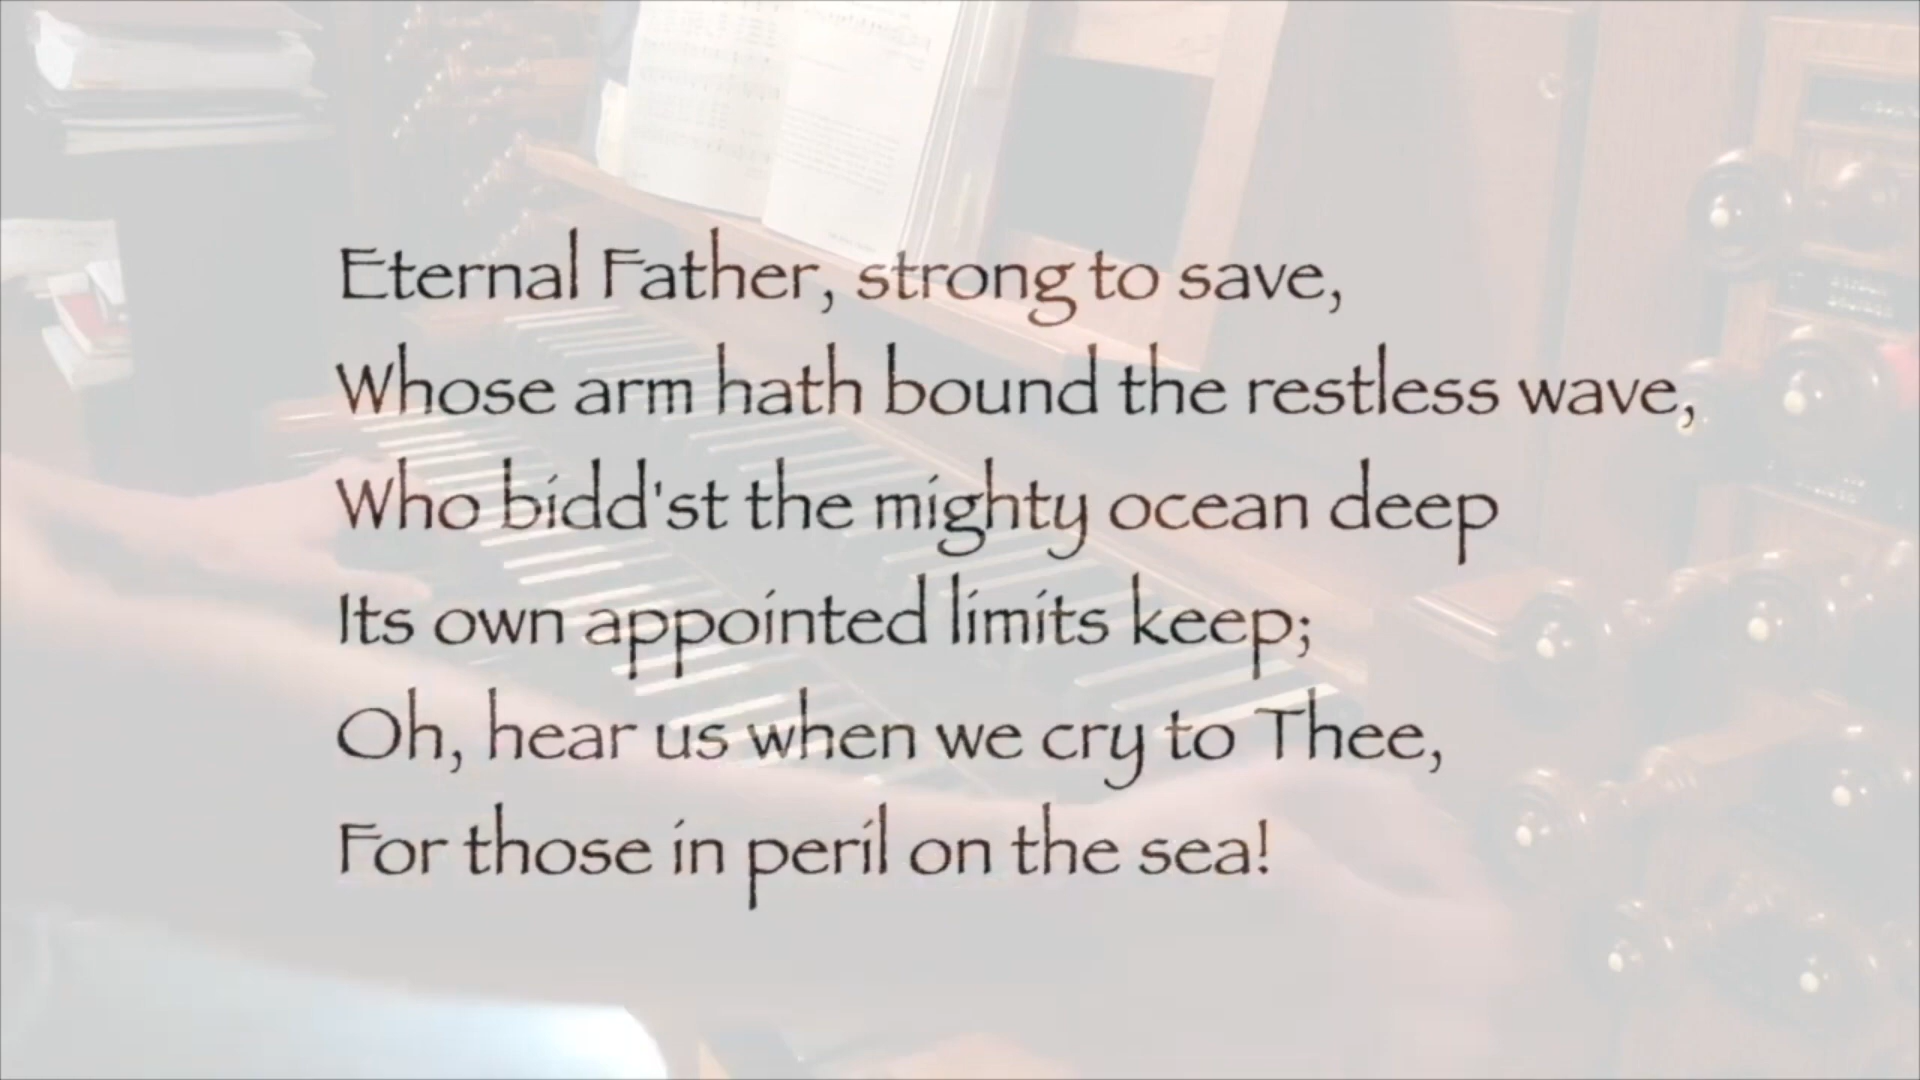 Eternal Father, strong to save,
Whose arm hath bound the restless wave,
Who bidd'st the mighty ocean deep
Its own appointed limits keep;
Oh, hear us when we cry to Thee,
For those in peril on the sea!